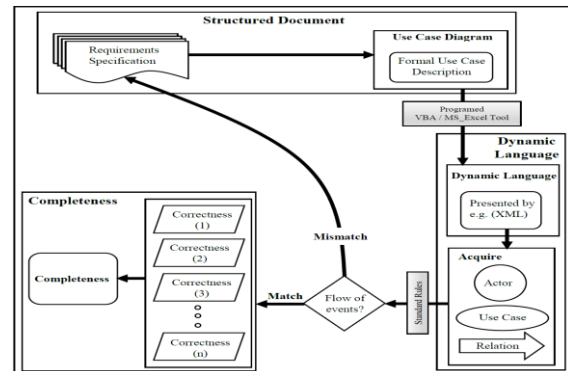 Structured Document
Requirements
Specification
Use Case Diagram
Formal Use Case
Description
Programed
VBA / MS_Excel Tool
Dynamic
Language
Dynamic Language
Presented by
e.g. (XML)
Acquire
Actor
Use Case
Relation
Standard Rules
Flow of
events?
Mismatch
Match
Completeness
Correctness
(1)
Correctness
(2)
Correctness
(3)
Correctness
(n)
Completeness